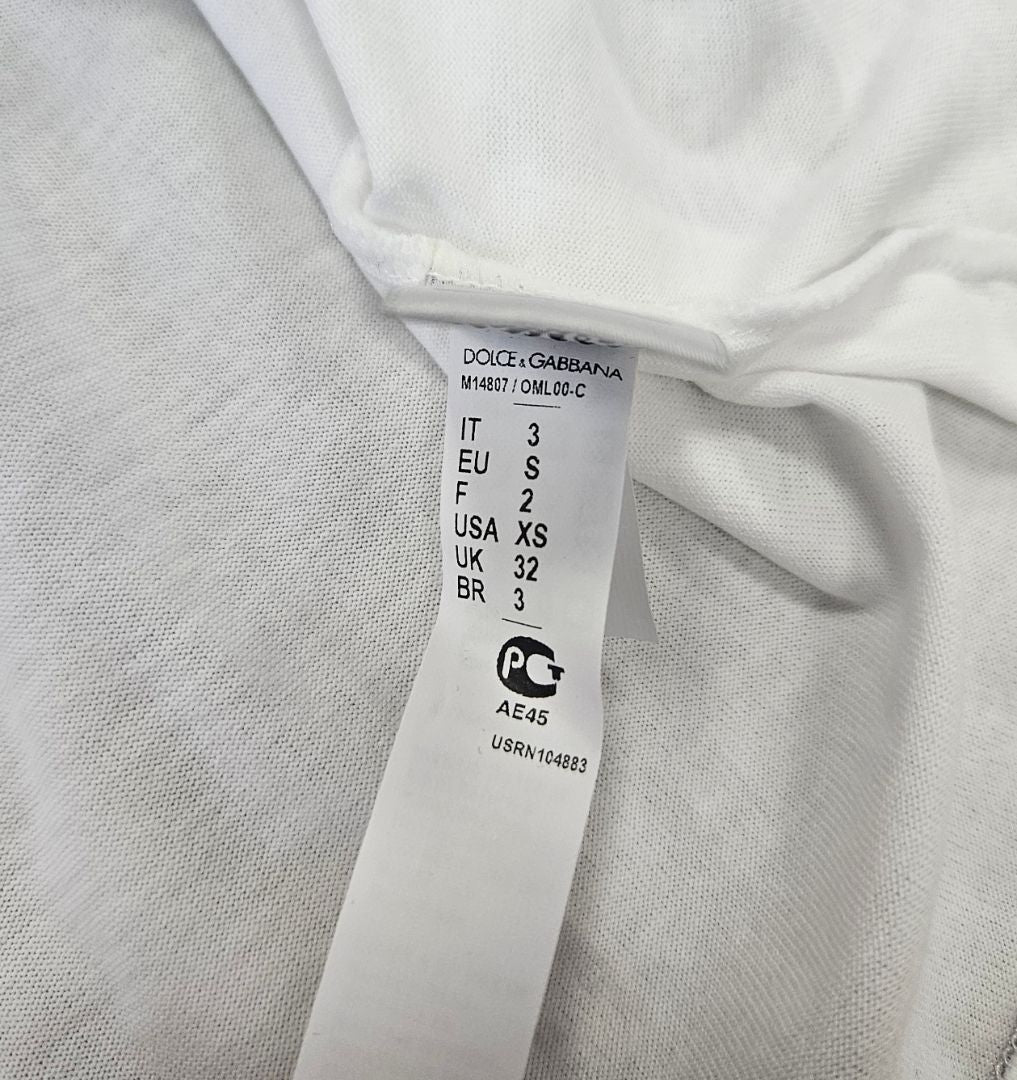 DOLCE & GABBANA
M14807 / OML00-C
IT 3
EU S
F 2
USA XS
UK 32
BR 3
PCT
AE45
USRN104883